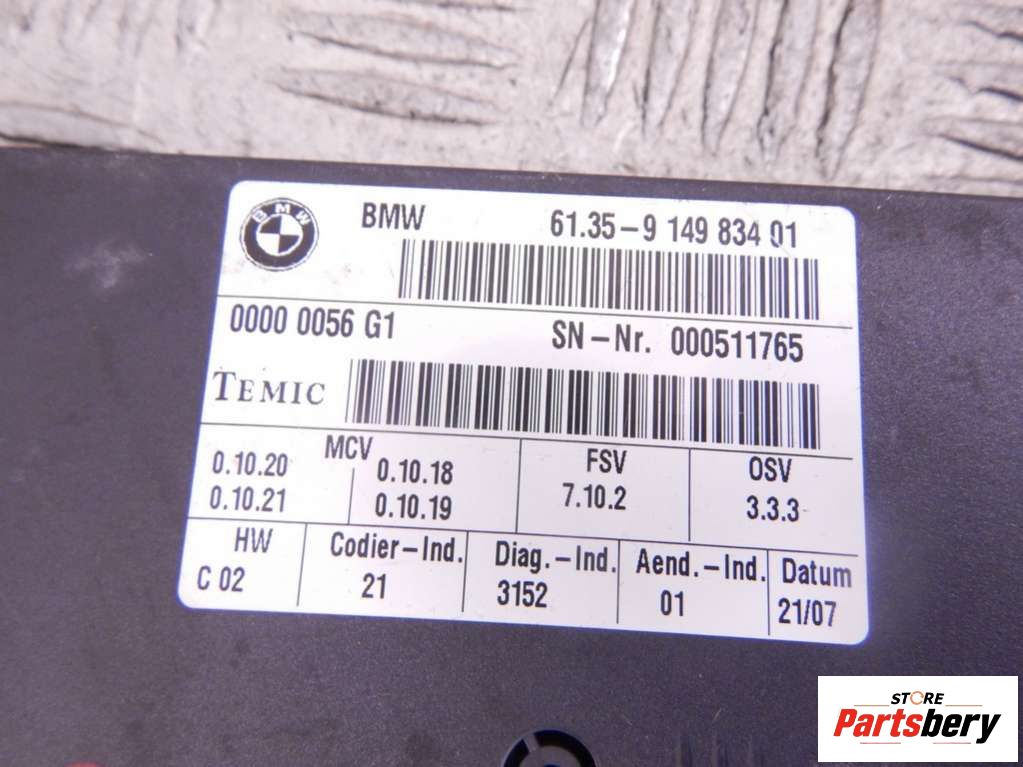 BMW
BMW 61.35-9 149 834 01
0000 0056 G1 SN-Nr. 000511765
TEMIC
MCV FSV OSV
0.10.20 0.10.18 7.10.2 3.3.3
0.10.21 0.10.19
HW Codier-Ind. Diag.-Ind. Aend.-Ind. Datum
C 02 21 3152 01 21/07
STORE
Partsbery